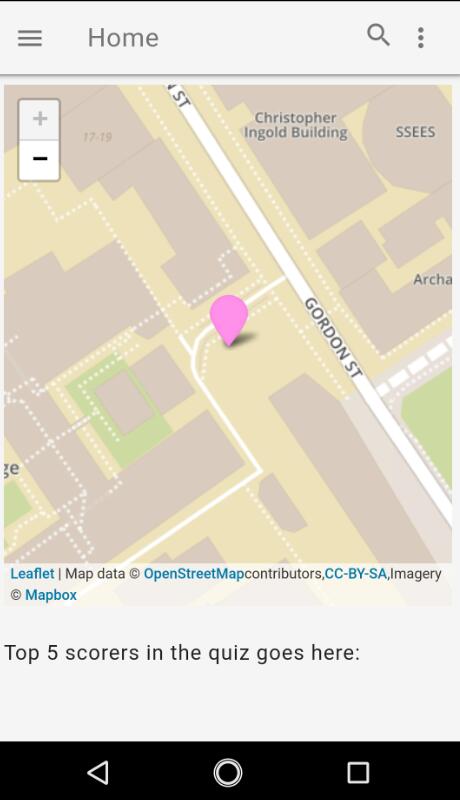 Home
N ST
Christopher
Ingold Building
SSEES
17-19
+
−
Archa
GORDON ST
ge
Leaflet | Map data © OpenStreetMapcontributors,CC-BY-SA,Imagery
© Mapbox
Top 5 scorers in the quiz goes here: